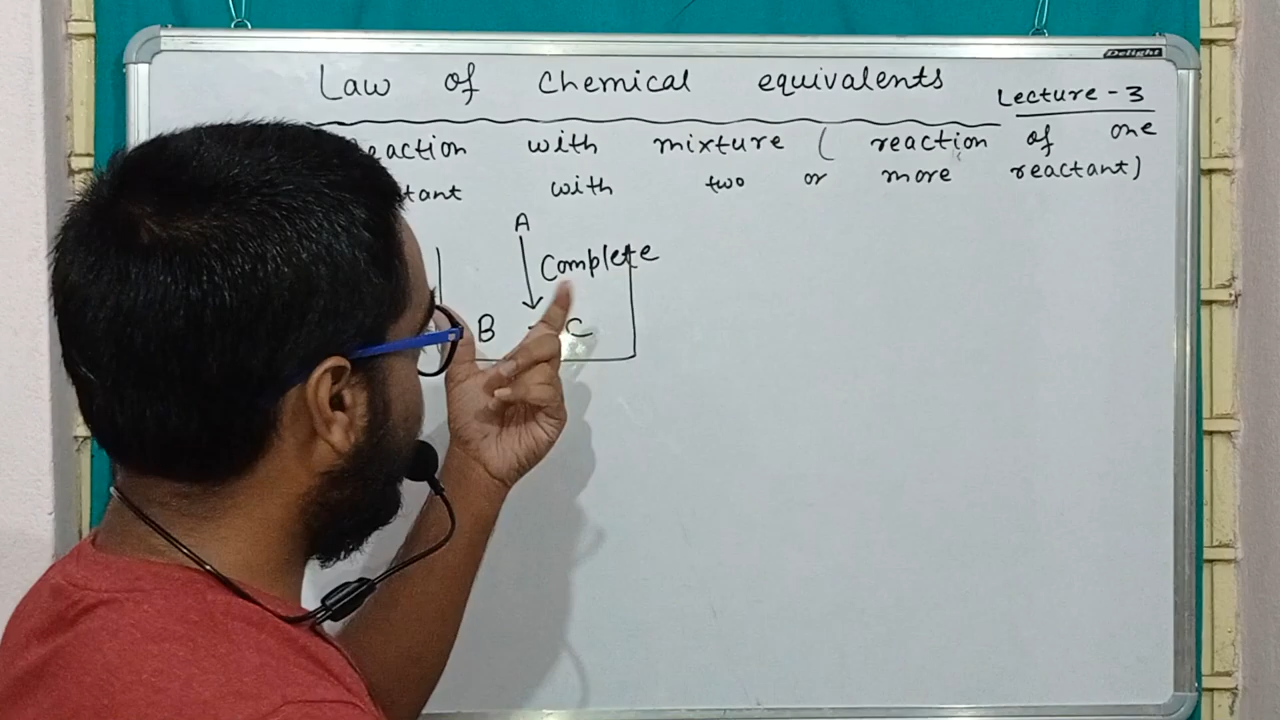 Delight
Law of Chemical equivalents
Lecture - 3
eaction with mixture ( reaction of one
tant with two or more reactant)
A
Complete
B C